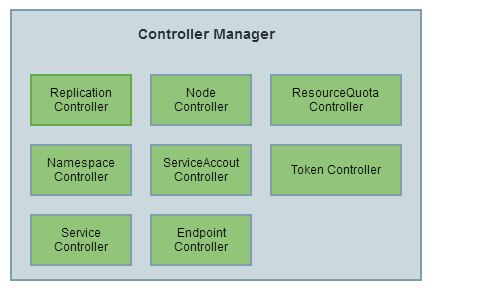 Controller Manager
Replication
Controller
Node
Controller
ResourceQuota
Controller
Namespace
Controller
ServiceAccout
Controller
Token Controller
Service
Controller
Endpoint
Controller